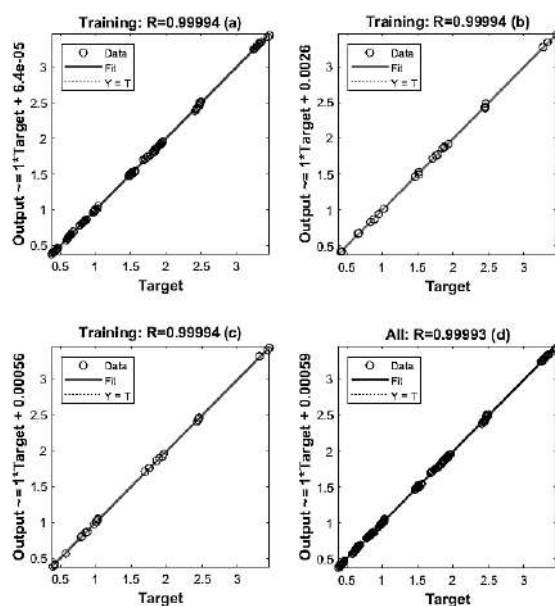 Training: R=0.99994 (a)
Output ~= 1*Target + 6.4e-05
Data
Fit
Y = T
3
2.5
2
1.5
1
0.5
0.5 1 1.5 2 2.5 3
Target
Training: R=0.99994 (b)
Output ~= 1*Target + 0.0026
Data
Fit
Y = T
3
2.5
2
1.5
1
0.5
0.5 1 1.5 2 2.5 3
Target
Training: R=0.99994 (c)
Output ~= 1*Target + 0.00056
Data
Fit
Y = T
3
2.5
2
1.5
1
0.5
0.5 1 1.5 2 2.5 3
Target
All: R=0.99993 (d)
Output ~= 1*Target + 0.00059
Data
Fit
Y = T
3
2.5
2
1.5
1
0.5
0.5 1 1.5 2 2.5 3
Target